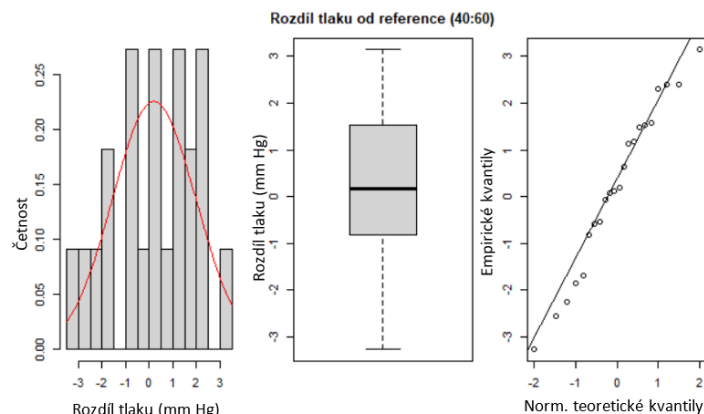 Rozdíl tlaku od reference (40:60)
Četnost
0.00 0.05 0.10 0.15 0.20 0.25
-3 -2 -1 0 1 2 3
Rozdíl tlaku (mm Hg)
Rozdíl tlaku (mm Hg)
-3 -2 -1 0 1 2 3
Empirické kvantily
-3 -2 -1 0 1 2 3
-2 -1 0 1 2
Norm. teoretické kvantily